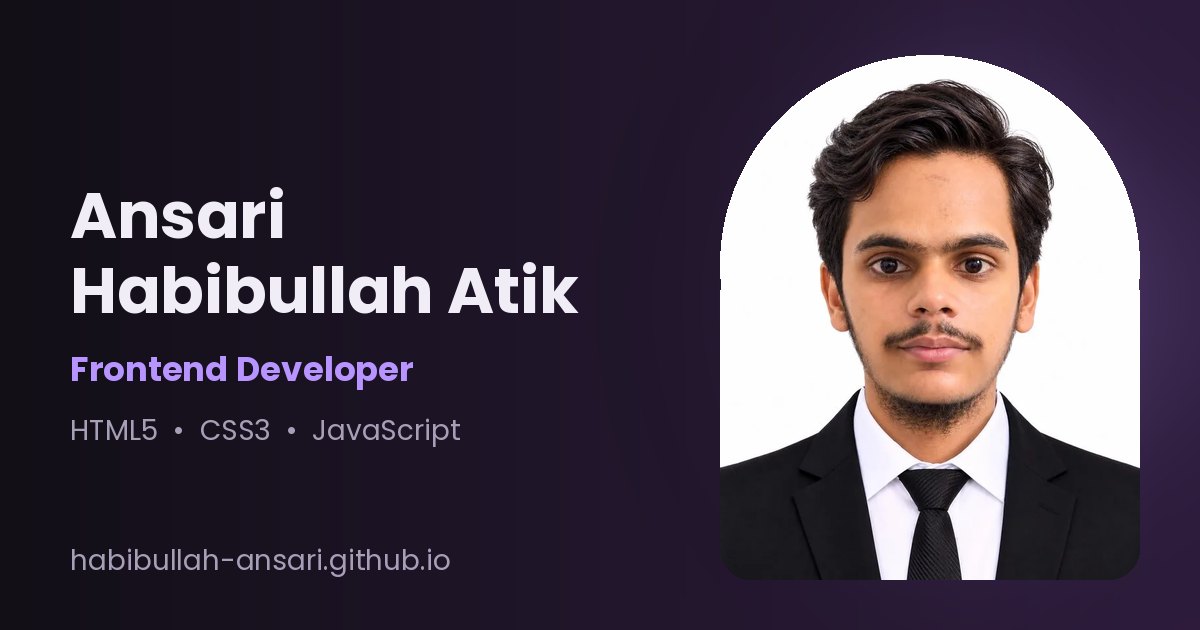 Ansari
Habibullah Atik
Frontend Developer
HTML5 • CSS3 • JavaScript
habibullah-ansari.github.io